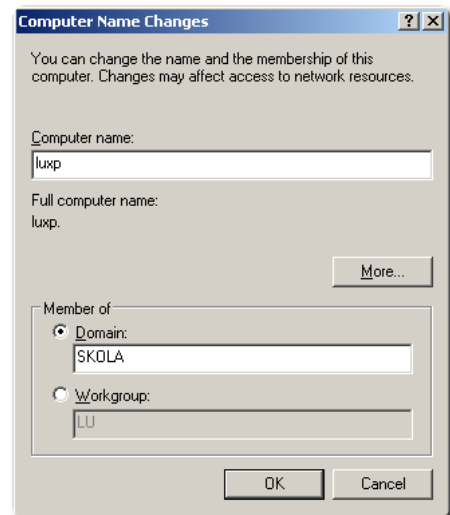 Computer Name Changes
You can change the name and the membership of this
computer. Changes may affect access to network resources.
Computer name:
luxp
Full computer name:
luxp.
More...
Member of
Domain:
SKOLA
Workgroup:
LU
OK Cancel